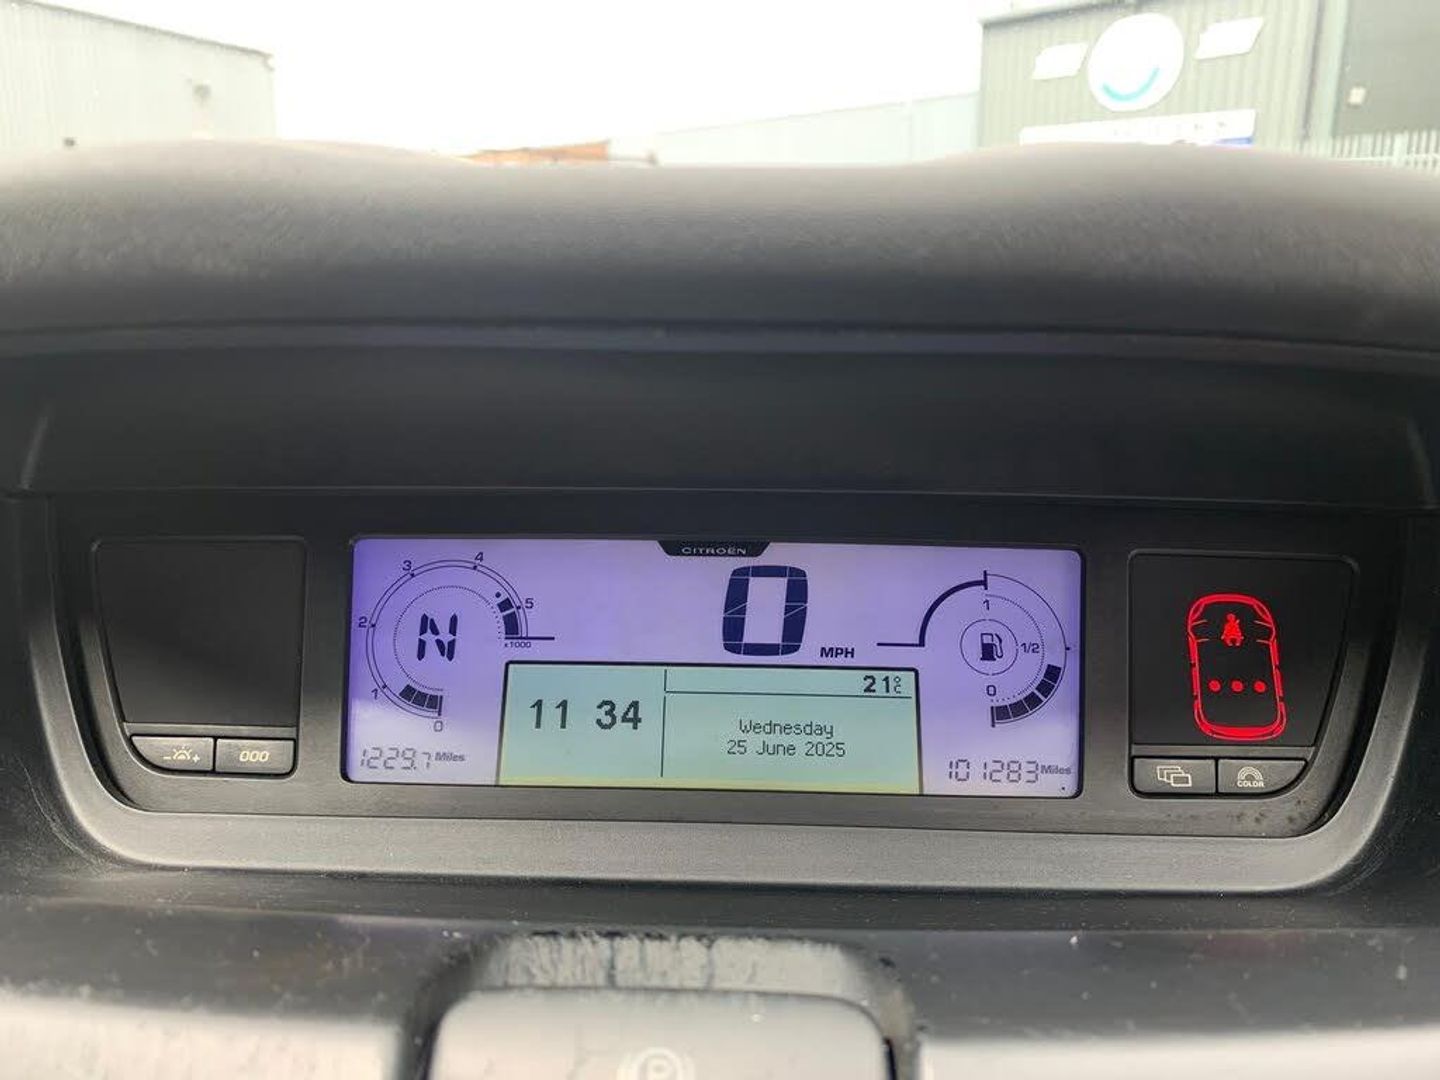 CITROËN
4
3
5
2
N
x1000
1
0
1229.7 Miles
0 MPH
1
1/2
0
21°C
11 34
Wednesday
25 June 2025
101283 Miles
- +
000
COLOR
P